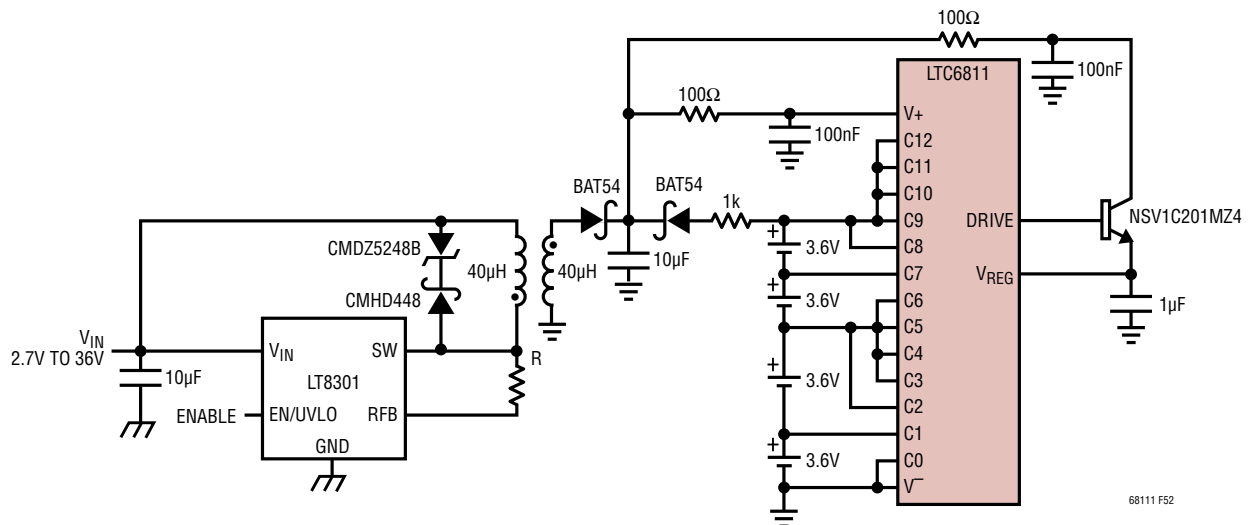 100Ω
LTC6811
100nF
100Ω
V+
100nF
C12
C11
BAT54
BAT54
C10
1k
C9
DRIVE
NSV1C201MZ4
CMDZ5248B
3.6V
C8
40µH
40µH
10µF
C7
VREG
CMHD448
3.6V
C6
1µF
C5
VIN
2.7V TO 36V
VIN
SW
R
C4
10µF
LT8301
3.6V
C3
ENABLE
EN/UVLO
RFB
C2
GND
C1
3.6V
C0
V–
68111 F52
+
+
+
+